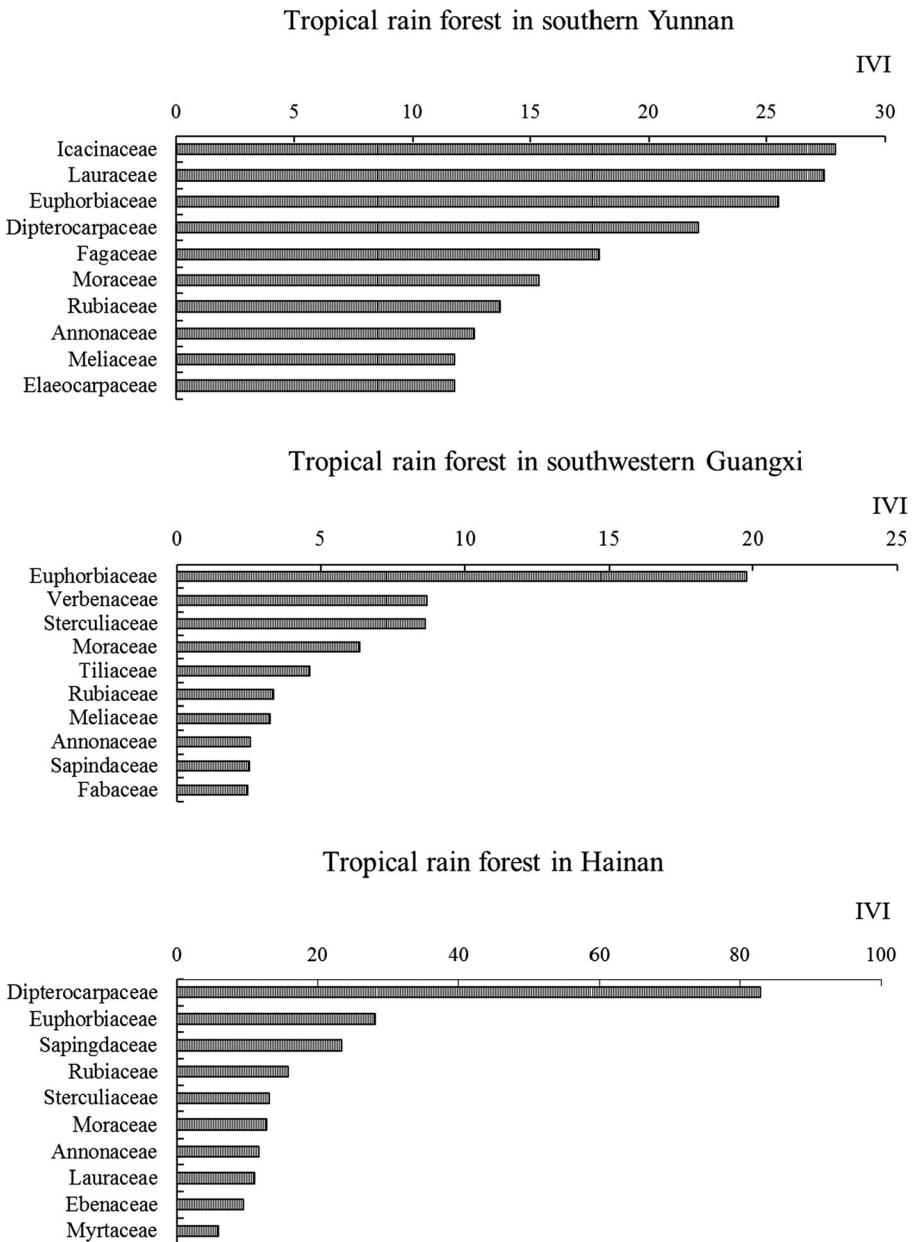 Tropical rain forest in southern Yunnan
IVI
0 5 10 15 20 25 30
Icacinaceae
Lauraceae
Euphorbiaceae
Dipterocarpaceae
Fagaceae
Moraceae
Rubiaceae
Annonaceae
Meliaceae
Elaeocarpaceae
Tropical rain forest in southwestern Guangxi
IVI
0 5 10 15 20 25
Euphorbiaceae
Verbenaceae
Sterculiaceae
Moraceae
Tiliaceae
Rubiaceae
Meliaceae
Annonaceae
Sapindaceae
Fabaceae
Tropical rain forest in Hainan
IVI
0 20 40 60 80 100
Dipterocarpaceae
Euphorbiaceae
Sapingdaceae
Rubiaceae
Sterculiaceae
Moraceae
Annonaceae
Lauraceae
Ebenaceae
Myrtaceae